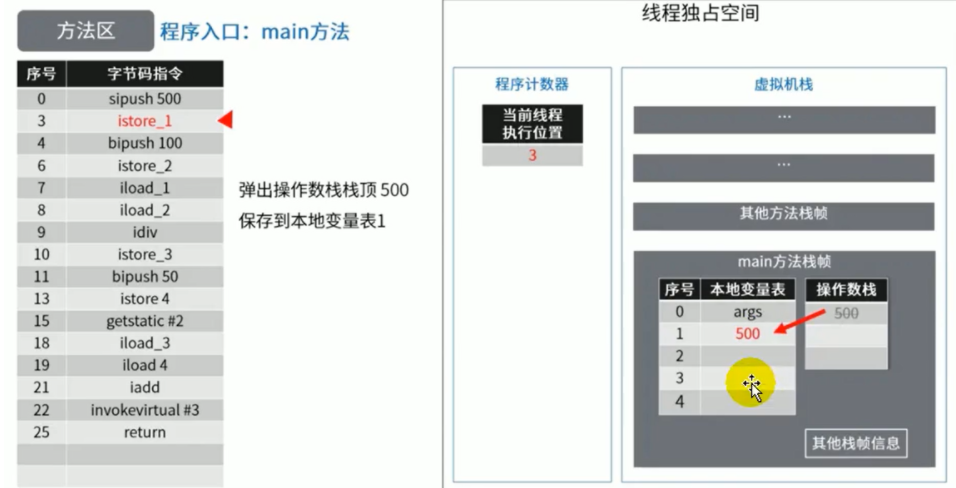 方法区 程序入口：main方法
序号 字节码指令
0 sipush 500
3 istore_1
4 bipush 100
6 istore_2
7 iload_1
8 iload_2
9 idiv
10 istore_3
11 bipush 50
13 istore 4
15 getstatic #2
18 iload_3
19 iload 4
21 iadd
22 invokevirtual #3
25 return
弹出操作数栈栈顶 500
保存到本地变量表1
线程独占空间
程序计数器
当前线程
执行位置
3
虚拟机栈
...
...
其他方法栈帧
main方法栈帧
序号 本地变量表 操作数栈
0 args 500
1 500
2
3
4
其他栈帧信息